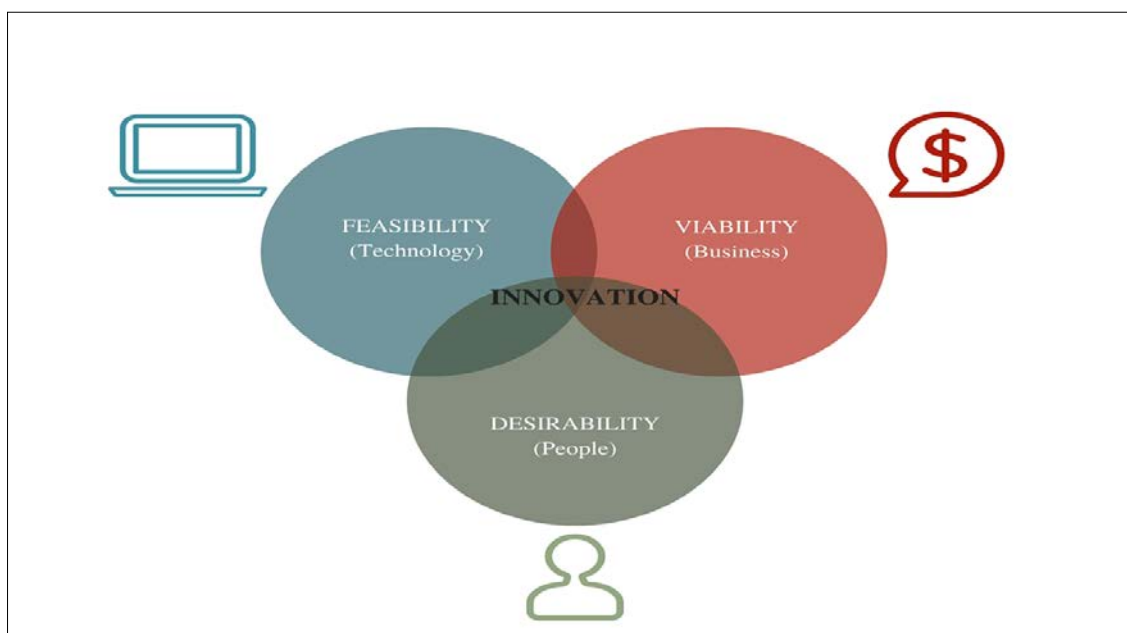 FEASIBILITY
(Technology)
VIABILITY
(Business)
INNOVATION
DESIRABILITY
(People)
$